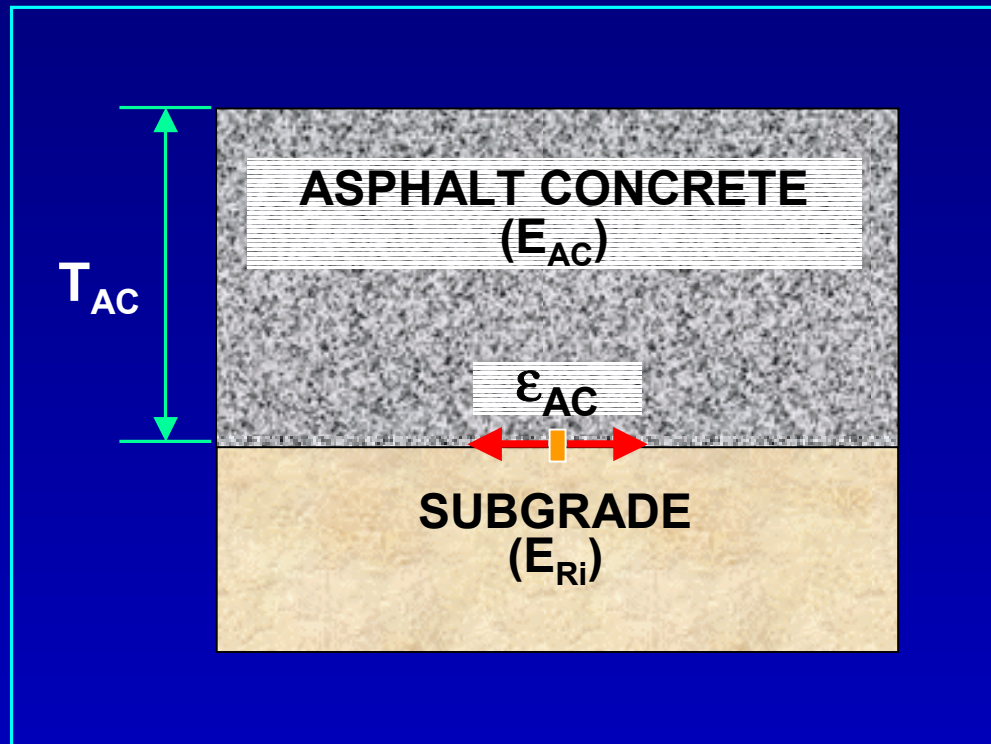 ASPHALT CONCRETE
(E_AC)
T_AC
ε_AC
SUBGRADE
(E_Ri)